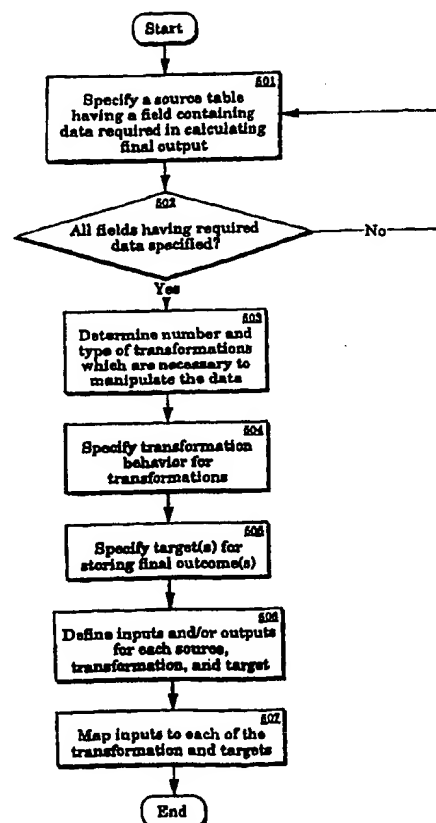 Start
501
Specify a source table
having a field containing
data required in calculating
final output
502
All fields having required
data specified?
No
Yes
503
Determine number and
type of transformations
which are necessary to
manipulate the data
504
Specify transformation
behavior for
transformations
505
Specify target(s) for
storing final outcome(s)
506
Define inputs and/or outputs
for each source,
transformation, and target
507
Map inputs to each of the
transformation and targets
End